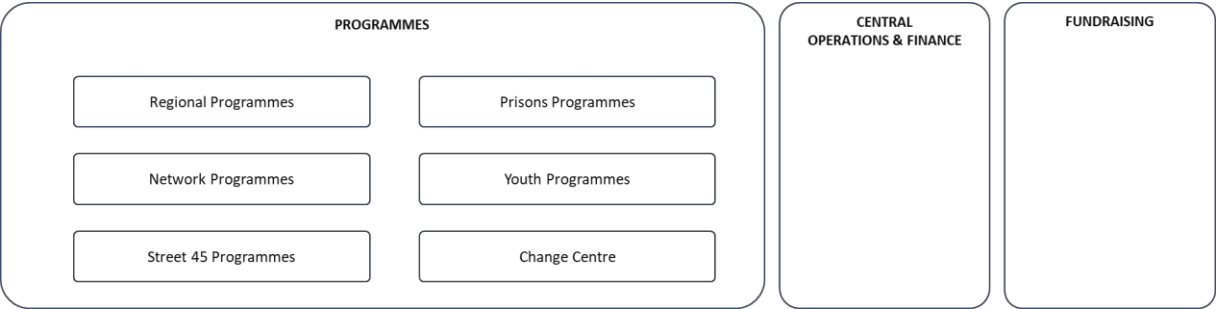 PROGRAMMES
Regional Programmes
Prisons Programmes
Network Programmes
Youth Programmes
Street 45 Programmes
Change Centre
CENTRAL
OPERATIONS & FINANCE
FUNDRAISING